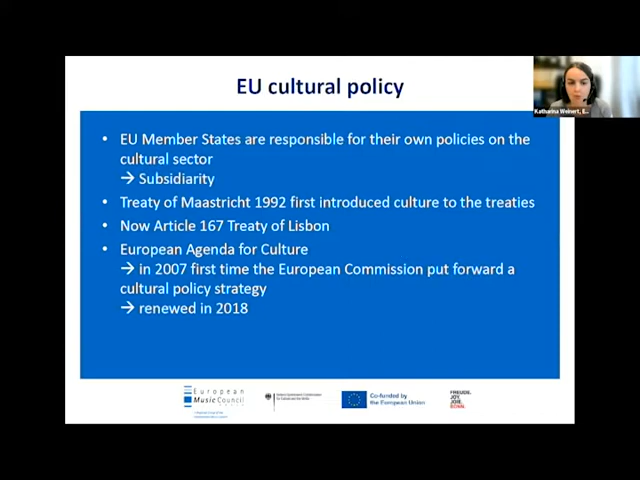 EU cultural policy
Katharina Weinert, E...
• EU Member States are responsible for their own policies on the
cultural sector
→ Subsidiarity
• Treaty of Maastricht 1992 first introduced culture to the treaties
• Now Article 167 Treaty of Lisbon
• European Agenda for Culture
→ in 2007 first time the European Commission put forward a
cultural policy strategy
→ renewed in 2018
European
Music Council
Co-funded by
the European Union
FREUDE.
JOY.
JOIE.
BONN.